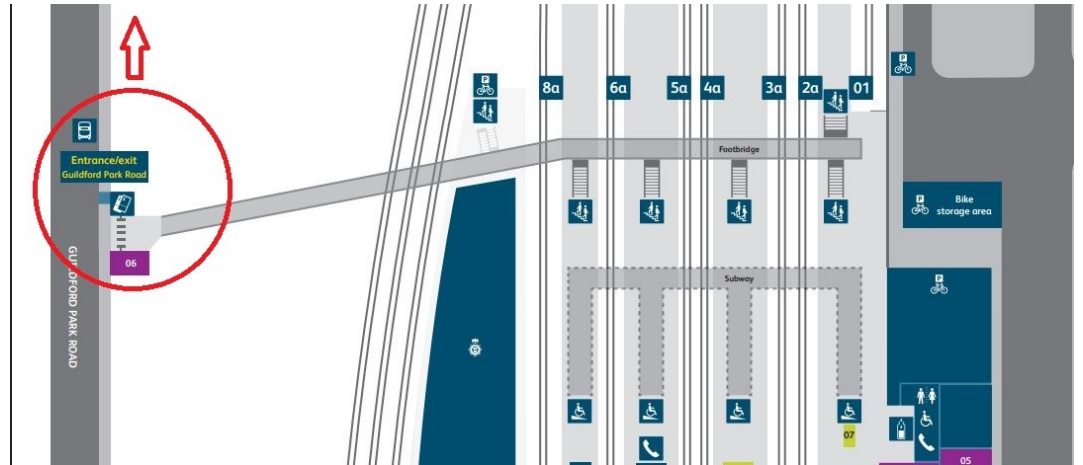 8a
6a
5a
4a
3a
2a
01
P
P
P
Entrance/exit
Guildford Park Road
Footbridge
P
Bike
storage area
06
GUILDFORD PARK ROAD
Subway
P
07
05